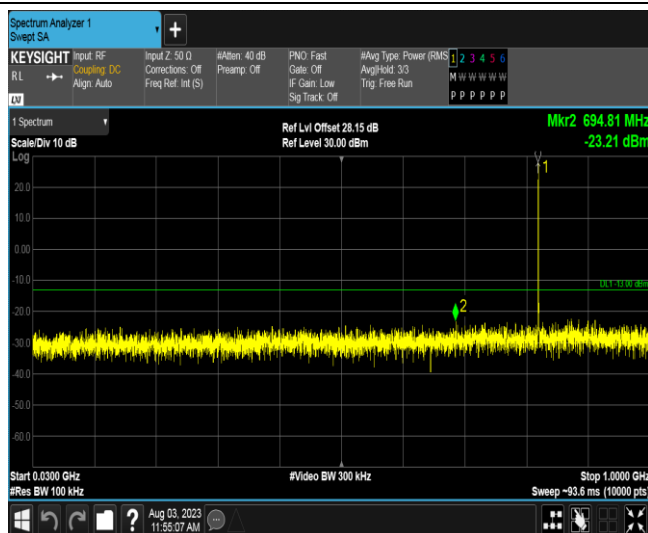 Spectrum Analyzer 1
Swept SA
+
KEYSIGHT
RL
LXI
Input: RF
Coupling: DC
Align: Auto
Input Z: 50 Ω
Corrections: Off
Freq Ref: Int (S)
#Atten: 40 dB
Preamp: Off
PNO: Fast
Gate: Off
IF Gain: Low
Sig Track: Off
#Avg Type: Power (RMS
Avg|Hold: 3/3
Trig: Free Run
1 2 3 4 5 6
M W W W W W
P P P P P P
1 Spectrum
Scale/Div 10 dB
Ref Lvl Offset 28.15 dB
Ref Level 30.00 dBm
Mkr2 694.81 MHz
-23.21 dBm
Log
1
20.0
10.0
0.00
-10.0
DL1 -13.00 dBm
2
-20.0
-30.0
-40.0
-50.0
-60.0
Start 0.0300 GHz
#Video BW 300 kHz
Stop 1.0000 GHz
#Res BW 100 kHz
Sweep ~93.6 ms (10000 pts)
?
Aug 03, 2023
11:55:07 AM